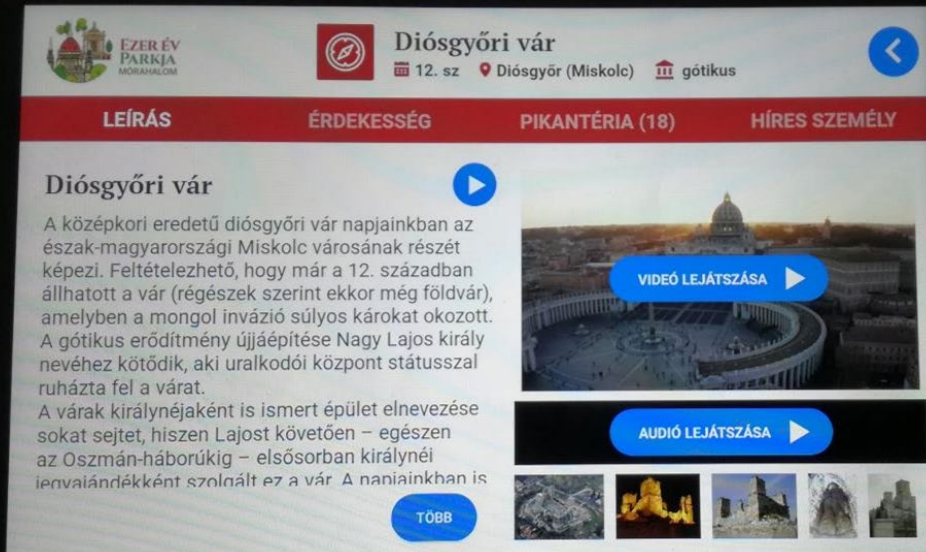 EZER ÉV
PARKJA
MÓRAHALOM
Diósgyőri vár
12. sz Diósgyőr (Miskolc) gótikus
LEÍRÁS ÉRDEKESSÉG PIKANTÉRIA (18) HÍRES SZEMÉLY
Diósgyőri vár
A középkori eredetű diósgyőri vár napjainkban az
észak-magyarországi Miskolc városának részét
képezi. Feltételezhető, hogy már a 12. században
állhatott a vár (régészek szerint ekkor még földvár),
amelyben a mongol invázió súlyos károkat okozott.
A gótikus erődítmény újjáépítése Nagy Lajos király
nevéhez kötődik, aki uralkodói központ státusszal
ruházta fel a várat.
A várak királynéjaként is ismert épület elnevezése
sokat sejtet, hiszen Lajost követően – egészen
az Oszmán-háborúkig – elsősorban királynéi
jegyajándékként szolgált ez a vár. A napjainkban is
TÖBB
VIDEÓ LEJÁTSZÁSA
AUDIÓ LEJÁTSZÁSA